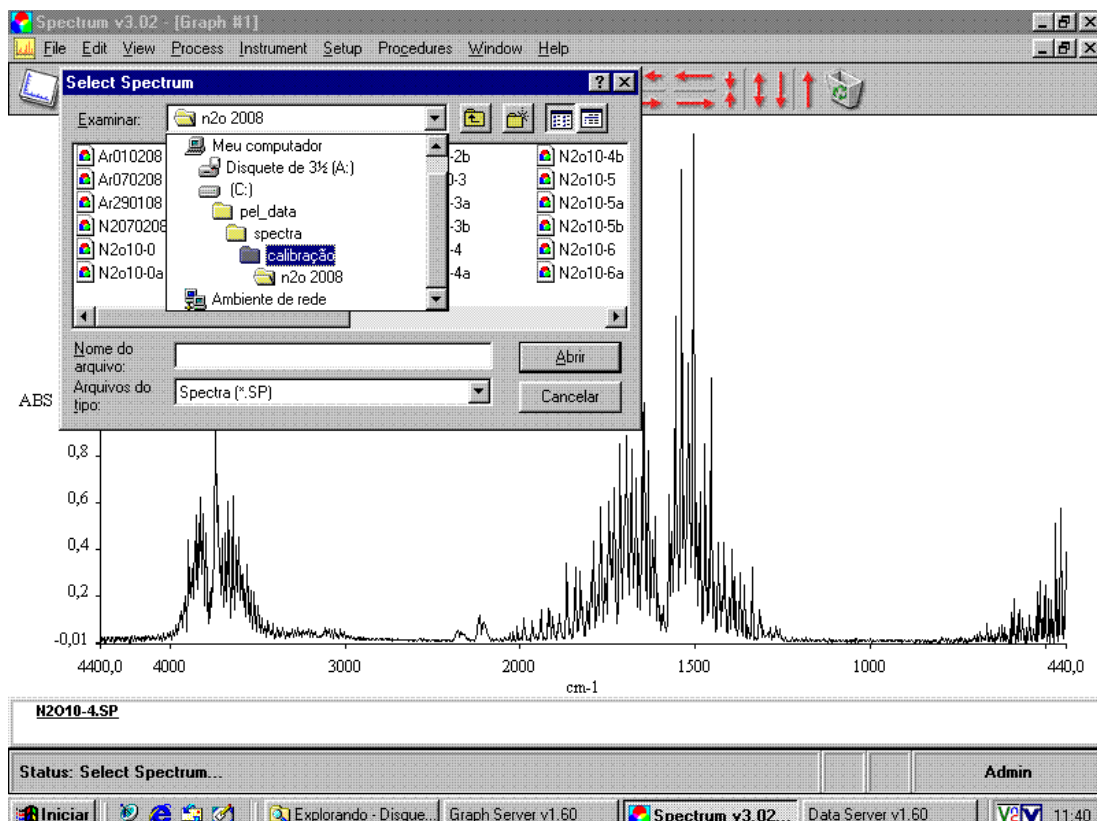 Spectrum v3.02 - [Graph #1]
File Edit View Process Instrument Setup Procedures Window Help
Select Spectrum
Examinar: n2o 2008
Meu computador
Disquete de 3½ (A:)
(C:)
pel_data
spectra
calibração
n2o 2008
Ambiente de rede
Ar010208
Ar070208
Ar290108
N2070208
N2o10-0
N2o10-0a
-2b
-3
-3a
-3b
-4
-4a
N2o10-4b
N2o10-5
N2o10-5a
N2o10-5b
N2o10-6
N2o10-6a
Nome do arquivo:
Abrir
Arquivos do tipo:
Spectra (*.SP)
Cancelar
ABS
0,8
0,6
0,4
0,2
-0,01
4400,0 4000 3000 2000 1500 1000 440,0
cm-1
N2O10-4.SP
Status: Select Spectrum...
Admin
Iniciar Explorando - Disque... Graph Server v1.60 Spectrum v3.02... Data Server v1.60 11:40